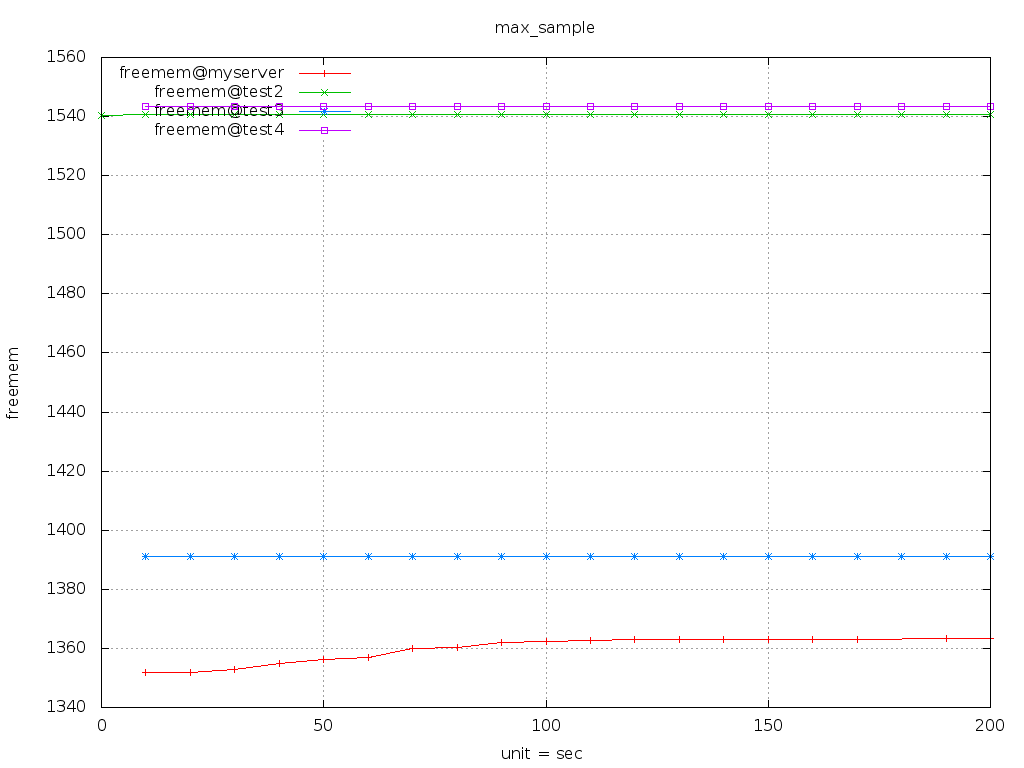 max_sample
1560
freemem@myserver
freemem@test2
1540
freemem@test3
freemem@test4
1520
1500
1480
1460
freemem
1440
1420
1400
1380
1360
1340
0 50 100 150 200
unit = sec